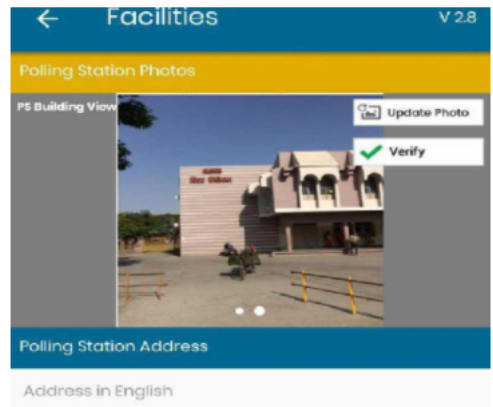 Facilities
V 2.8
Polling Station Photos
PS Building View
Update Photo
Verify
Polling Station Address
Address in English